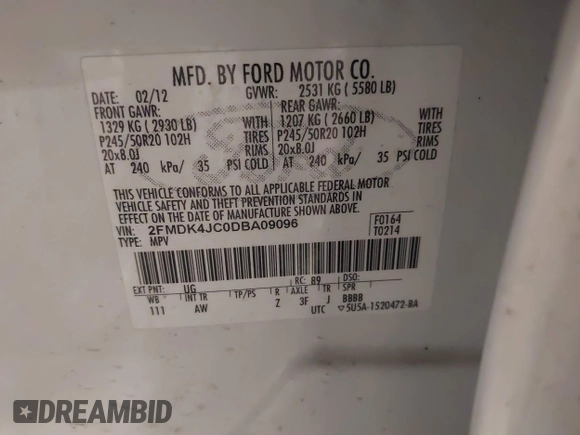 MFD. BY FORD MOTOR CO.
DATE: 02/12 GVWR: 2531 KG ( 5580 LB)
FRONT GAWR: REAR GAWR:
1329 KG ( 2930 LB) WITH 1207 KG ( 2660 LB) WITH
P245/50R20 102H TIRES P245/50R20 102H TIRES
20x8.0J RIMS 20x8.0J RIMS
AT 240 kPa/ 35 PSI COLD AT 240 kPa/ 35 PSI COLD
THIS VEHICLE CONFORMS TO ALL APPLICABLE FEDERAL MOTOR
VEHICLE SAFETY AND THEFT PREVENTION STANDARDS IN
EFFECT ON THE DATE OF MANUFACTURE SHOWN ABOVE.
VIN: 2FMDK4JC0DBA09096 F0164
TYPE: MPV T0214
EXT PNT: UG RC: 89 DSO:
WB INT TR TP/PS R AXLE TR SPR
111 AW Z 3F J BBBB
UTC ▽5U5A-1520472-BA
DREAMBID